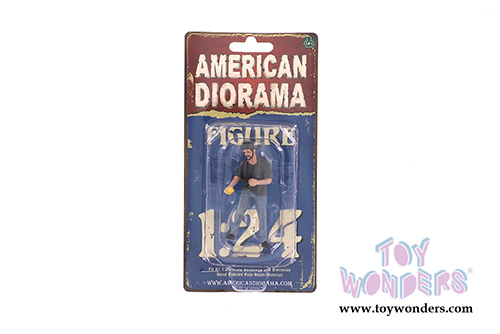 AMERICAN
DIORAMA
FIGURE
1:24
WWW.AMERICANDIORAMA.COM
TOY
WONDERS
®
www.toywonders.com